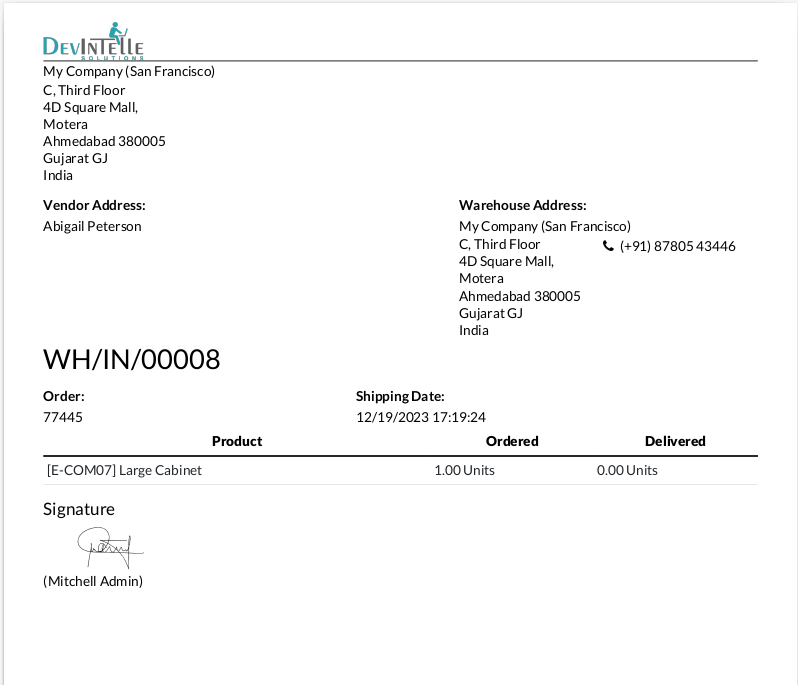 DEVINTELLE
SOLUTIONS
My Company (San Francisco)
C, Third Floor
4D Square Mall,
Motera
Ahmedabad 380005
Gujarat GJ
India
Vendor Address:
Abigail Peterson
Warehouse Address:
My Company (San Francisco)
C, Third Floor
(+91) 87805 43446
4D Square Mall,
Motera
Ahmedabad 380005
Gujarat GJ
India
WH/IN/00008
Order: Shipping Date:
77445 12/19/2023 17:19:24
Product Ordered Delivered
[E-COM07] Large Cabinet 1.00 Units 0.00 Units
Signature
(Mitchell Admin)